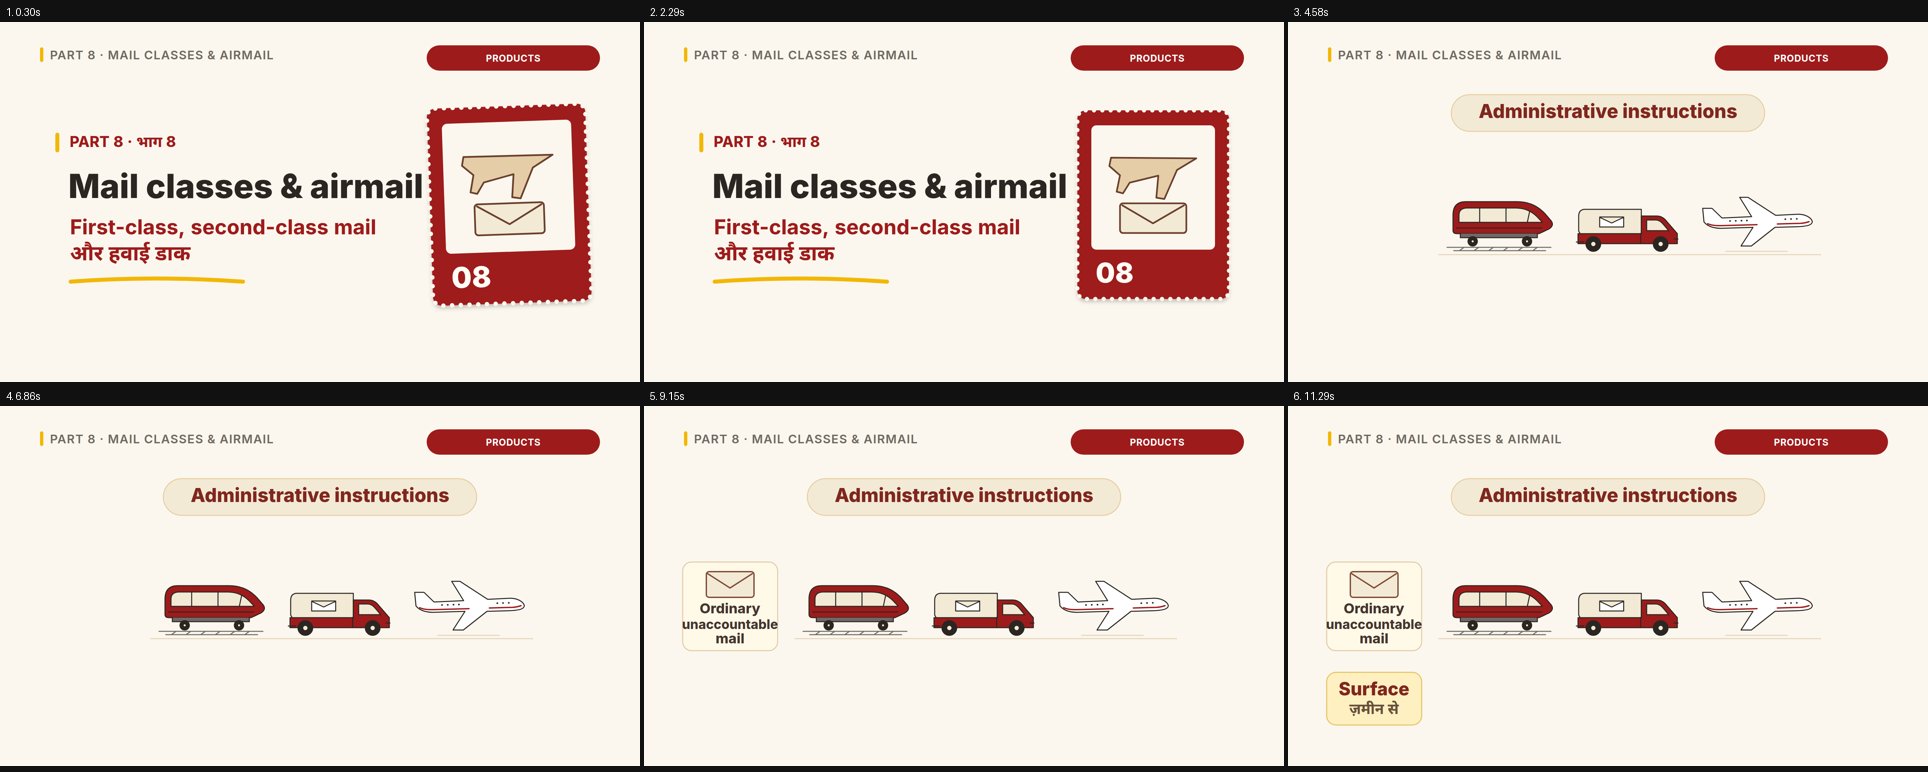 1. 0.30s
PART 8 · MAIL CLASSES & AIRMAIL
PRODUCTS
PART 8 · भाग 8
Mail classes & airmail
First-class, second-class mail
और हवाई डाक
08
2. 2.29s
PART 8 · MAIL CLASSES & AIRMAIL
PRODUCTS
PART 8 · भाग 8
Mail classes & airmail
First-class, second-class mail
और हवाई डाक
08
3. 4.58s
PART 8 · MAIL CLASSES & AIRMAIL
PRODUCTS
Administrative instructions
4. 6.86s
PART 8 · MAIL CLASSES & AIRMAIL
PRODUCTS
Administrative instructions
5. 9.15s
PART 8 · MAIL CLASSES & AIRMAIL
PRODUCTS
Administrative instructions
Ordinary
unaccountable
mail
6. 11.29s
PART 8 · MAIL CLASSES & AIRMAIL
PRODUCTS
Administrative instructions
Ordinary
unaccountable
mail
Surface
ज़मीन से